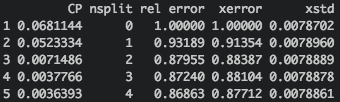 CP nsplit rel error xerror xstd
1 0.0681144 0 1.00000 1.00000 0.0078702
2 0.0523334 1 0.93189 0.91354 0.0078960
3 0.0071486 2 0.87955 0.88387 0.0078889
4 0.0037766 3 0.87240 0.88104 0.0078878
5 0.0036393 4 0.86863 0.87712 0.0078861